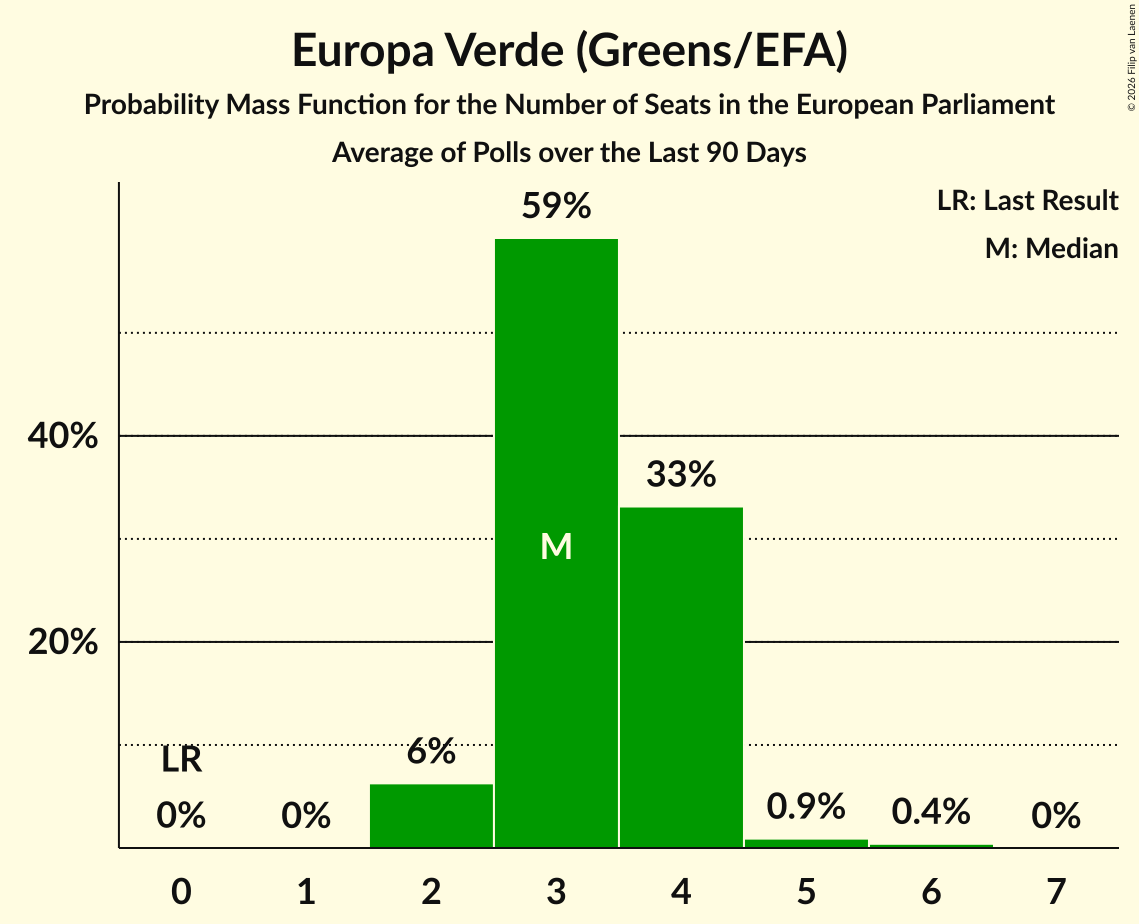 Europa Verde (Greens/EFA)
Probability Mass Function for the Number of Seats in the European Parliament
Average of Polls over the Last 90 Days
© 2026 Filip van Laenen
LR: Last Result
M: Median
59%
40%
33%
M
20%
LR
6%
0%
0%
0.9%
0.4%
0%
0 1 2 3 4 5 6 7